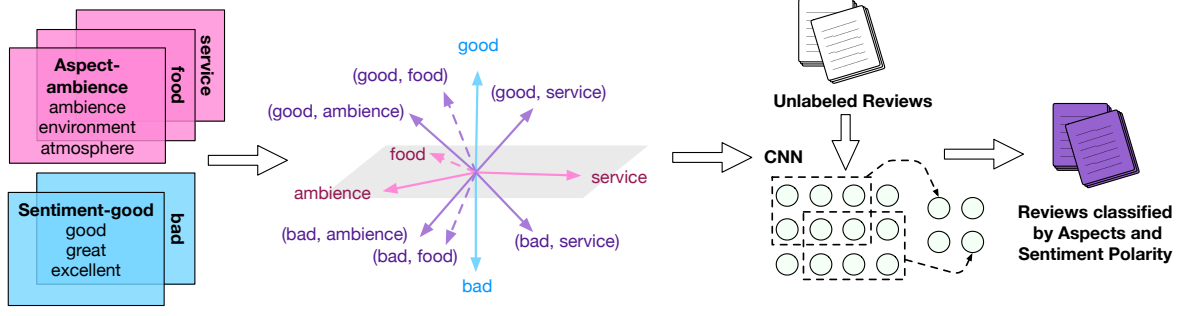 Aspect-
ambience
ambience
environment
atmosphere
food
service
Sentiment-good
good
great
excellent
bad
good
(good, food)
(good, service)
(good, ambience)
food
ambience
service
(bad, ambience)
(bad, food)
(bad, service)
bad
Unlabeled Reviews
CNN
Reviews classified
by Aspects and
Sentiment Polarity